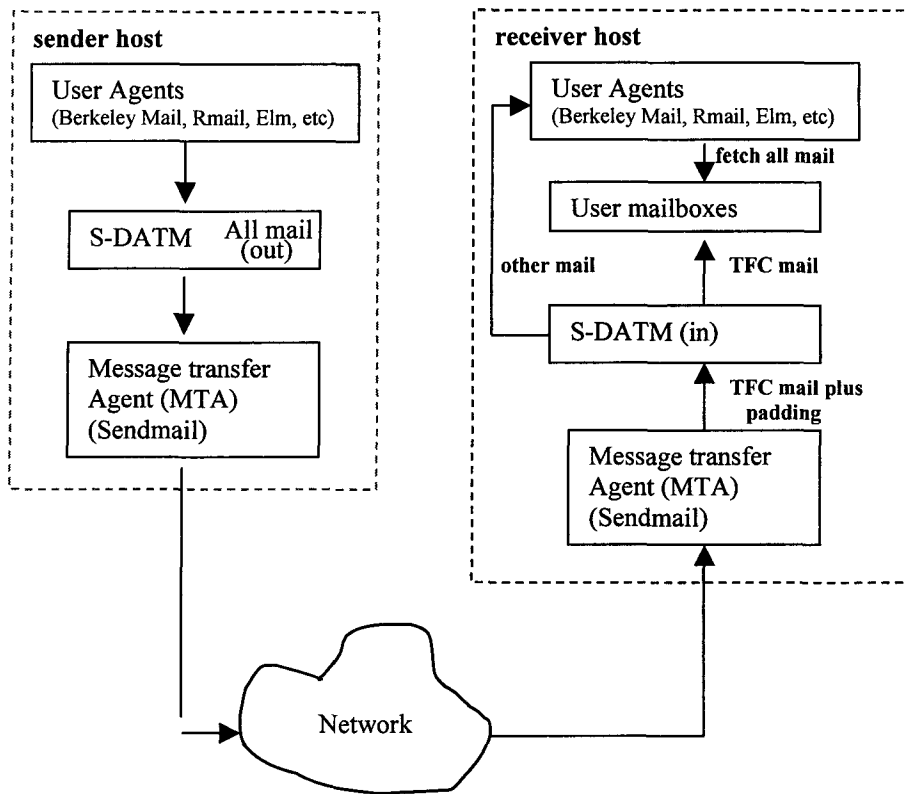 sender host
User Agents
(Berkeley Mail, Rmail, Elm, etc)
S-DATM
All mail
(out)
Message transfer
Agent (MTA)
(Sendmail)
receiver host
User Agents
(Berkeley Mail, Rmail, Elm, etc)
fetch all mail
User mailboxes
other mail
TFC mail
S-DATM (in)
TFC mail plus
padding
Message transfer
Agent (MTA)
(Sendmail)
Network